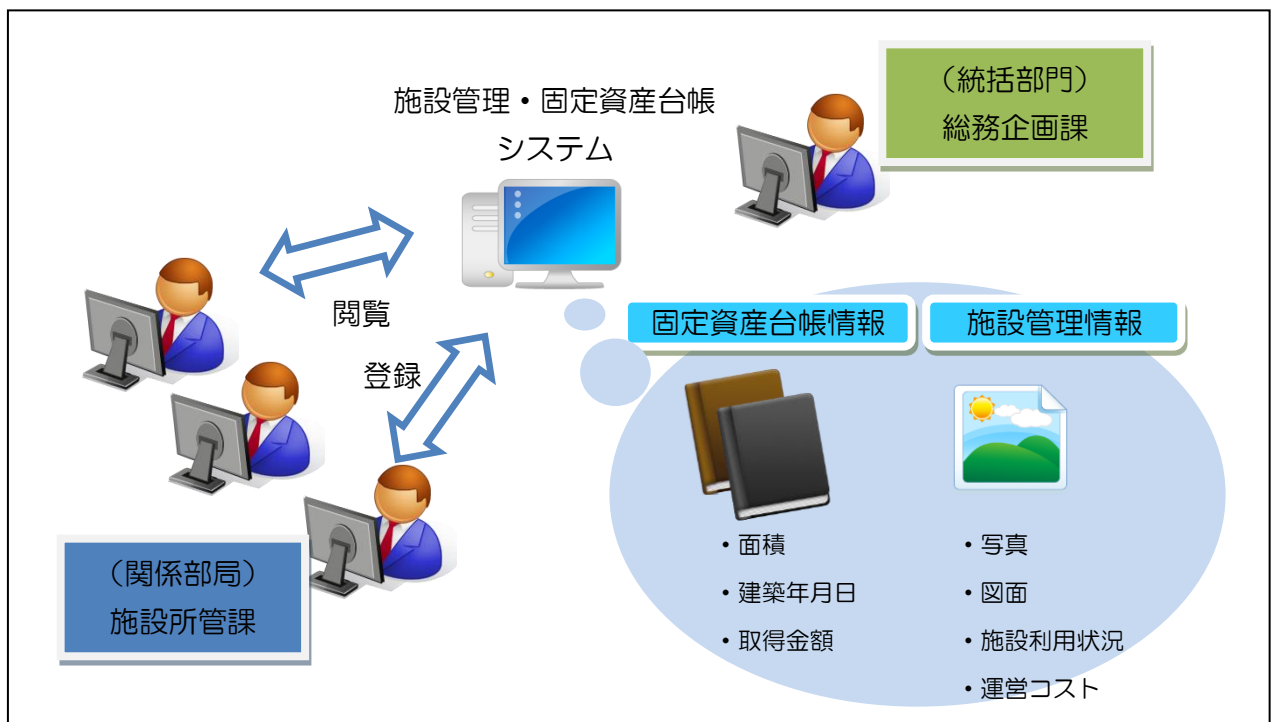 施設管理・固定資産台帳
システム
（統括部門）
総務企画課
閲覧
登録
（関係部局）
施設所管課
固定資産台帳情報
・面積
・建築年月日
・取得金額
施設管理情報
・写真
・図面
・施設利用状況
・運営コスト